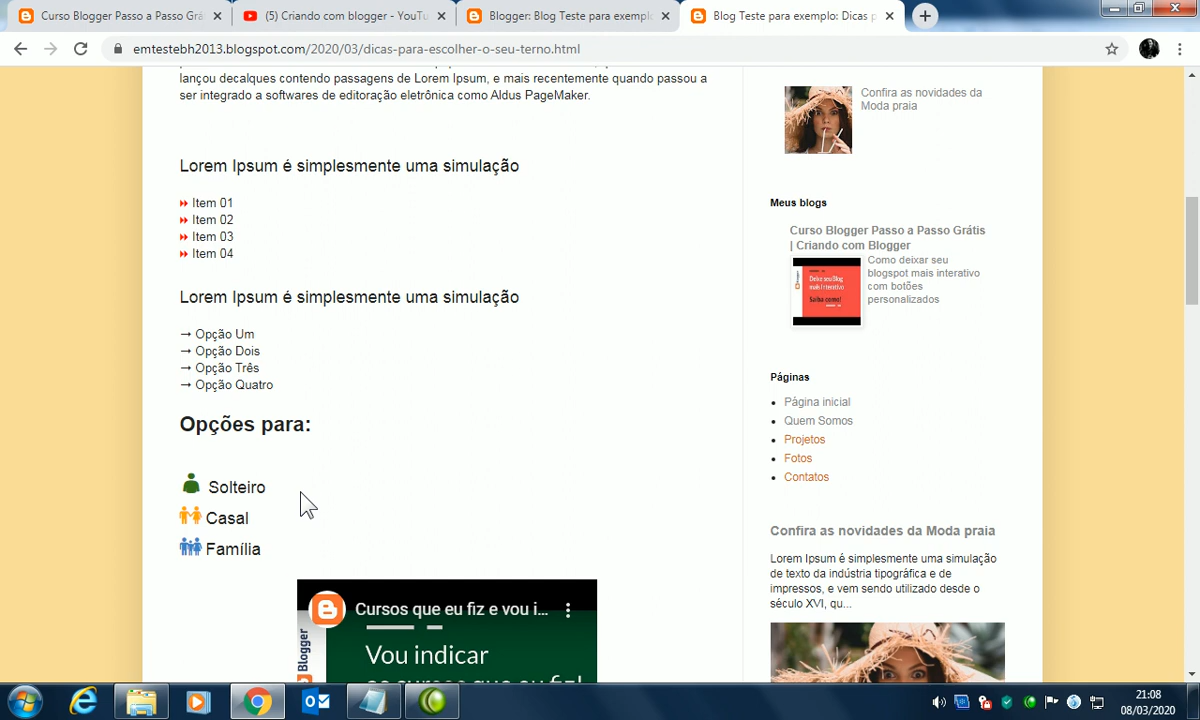 Curso Blogger Passo a Passo Grá
(5) Criando com blogger - YouTu
Blogger: Blog Teste para exempl
Blog Teste para exemplo: Dicas p
emtestebh2013.blogspot.com/2020/03/dicas-para-escolher-o-seu-terno.html
lançou decalques contendo passagens de Lorem Ipsum, e mais recentemente quando passou a
ser integrado a softwares de editoração eletrônica como Aldus PageMaker.
Lorem Ipsum é simplesmente uma simulação
Item 01
Item 02
Item 03
Item 04
Lorem Ipsum é simplesmente uma simulação
→ Opção Um
→ Opção Dois
→ Opção Três
→ Opção Quatro
Opções para:
Solteiro
Casal
Família
Cursos que eu fiz e vou i...
Blogger
Vou indicar
Confira as novidades da
Moda praia
Meus blogs
Curso Blogger Passo a Passo Grátis
| Criando com Blogger
Deixe seu Blog
mais Interativo
Saiba como!
Como deixar seu
blogspot mais interativo
com botões
personalizados
Páginas
Página inicial
Quem Somos
Projetos
Fotos
Contatos
Confira as novidades da Moda praia
Lorem Ipsum é simplesmente uma simulação
de texto da indústria tipográfica e de
impressos, e vem sendo utilizado desde o
século XVI, qu...
21:08
08/03/2020